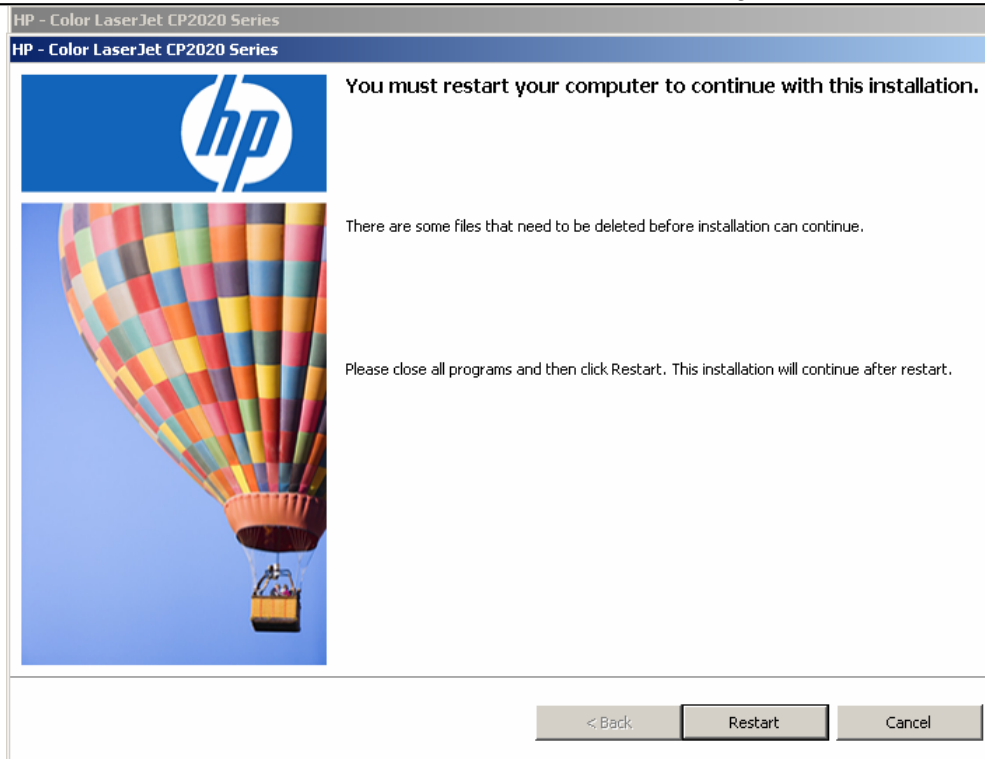 HP - Color LaserJet CP2020 Series
HP - Color LaserJet CP2020 Series
hp
You must restart your computer to continue with this installation.
There are some files that need to be deleted before installation can continue.
Please close all programs and then click Restart. This installation will continue after restart.
< Back
Restart
Cancel